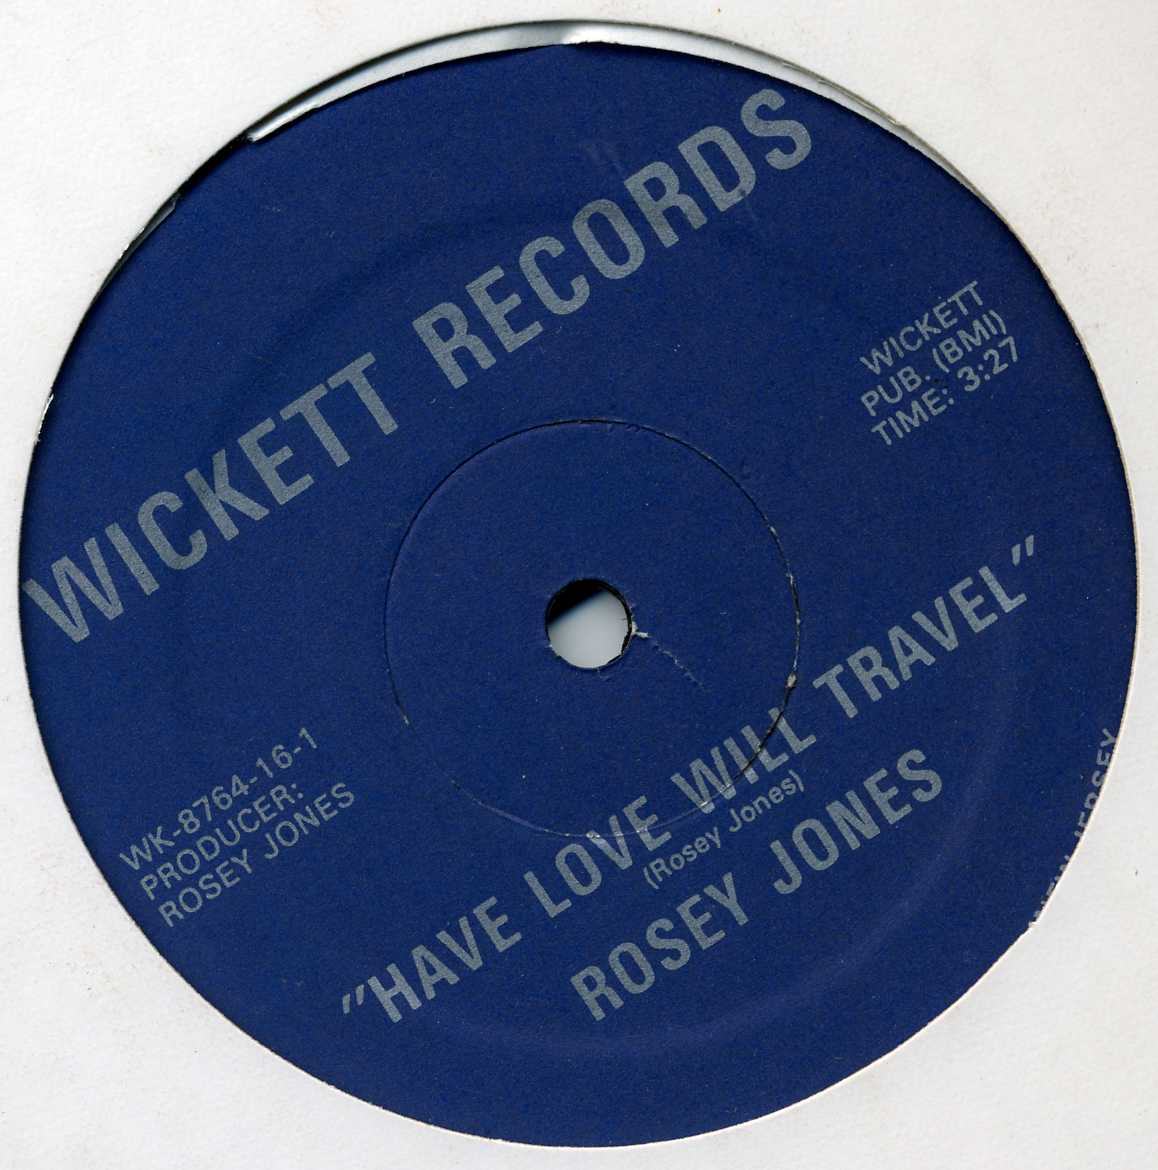 WICKETT RECORDS
WICKETT
PUB. (BMI)
TIME: 3:27
WK-8764-16-1
PRODUCER:
ROSEY JONES
"HAVE LOVE WILL TRAVEL"
(Rosey Jones)
ROSEY JONES